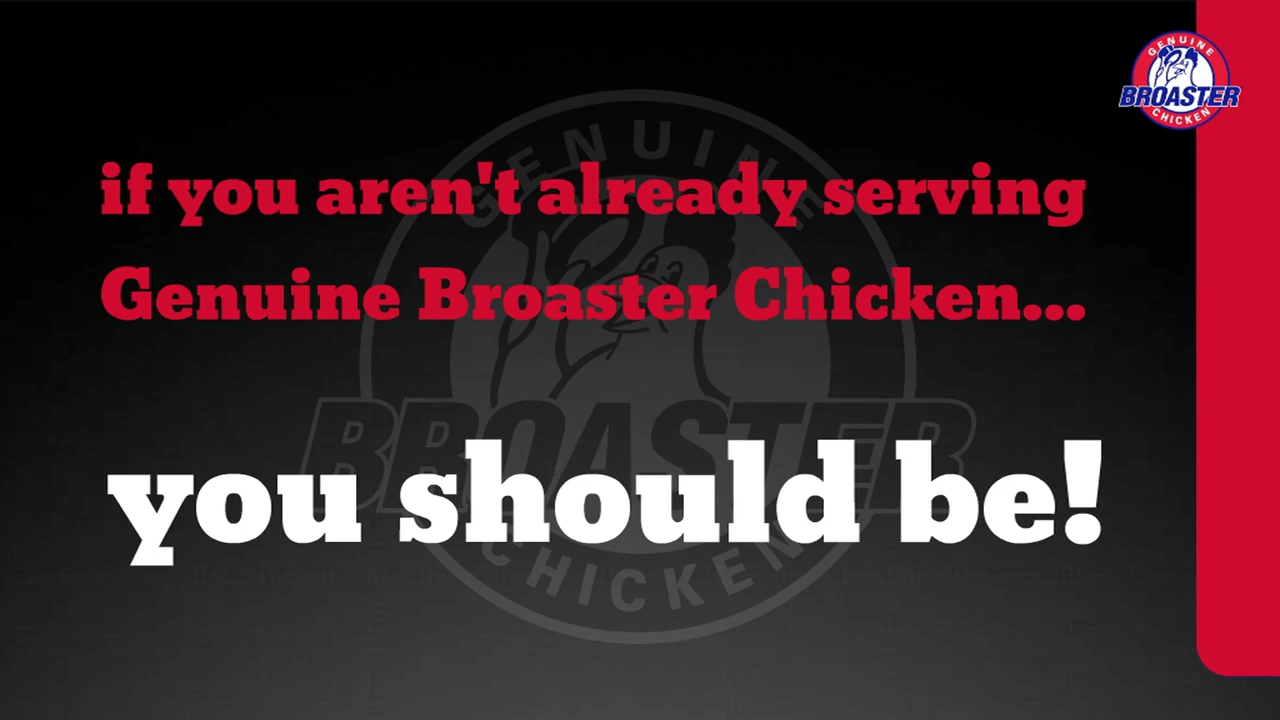 GENUINE
BROASTER
CHICKEN
if you aren't already serving
Genuine Broaster Chicken...
you should be!
GENUINE
BROASTER
CHICKEN